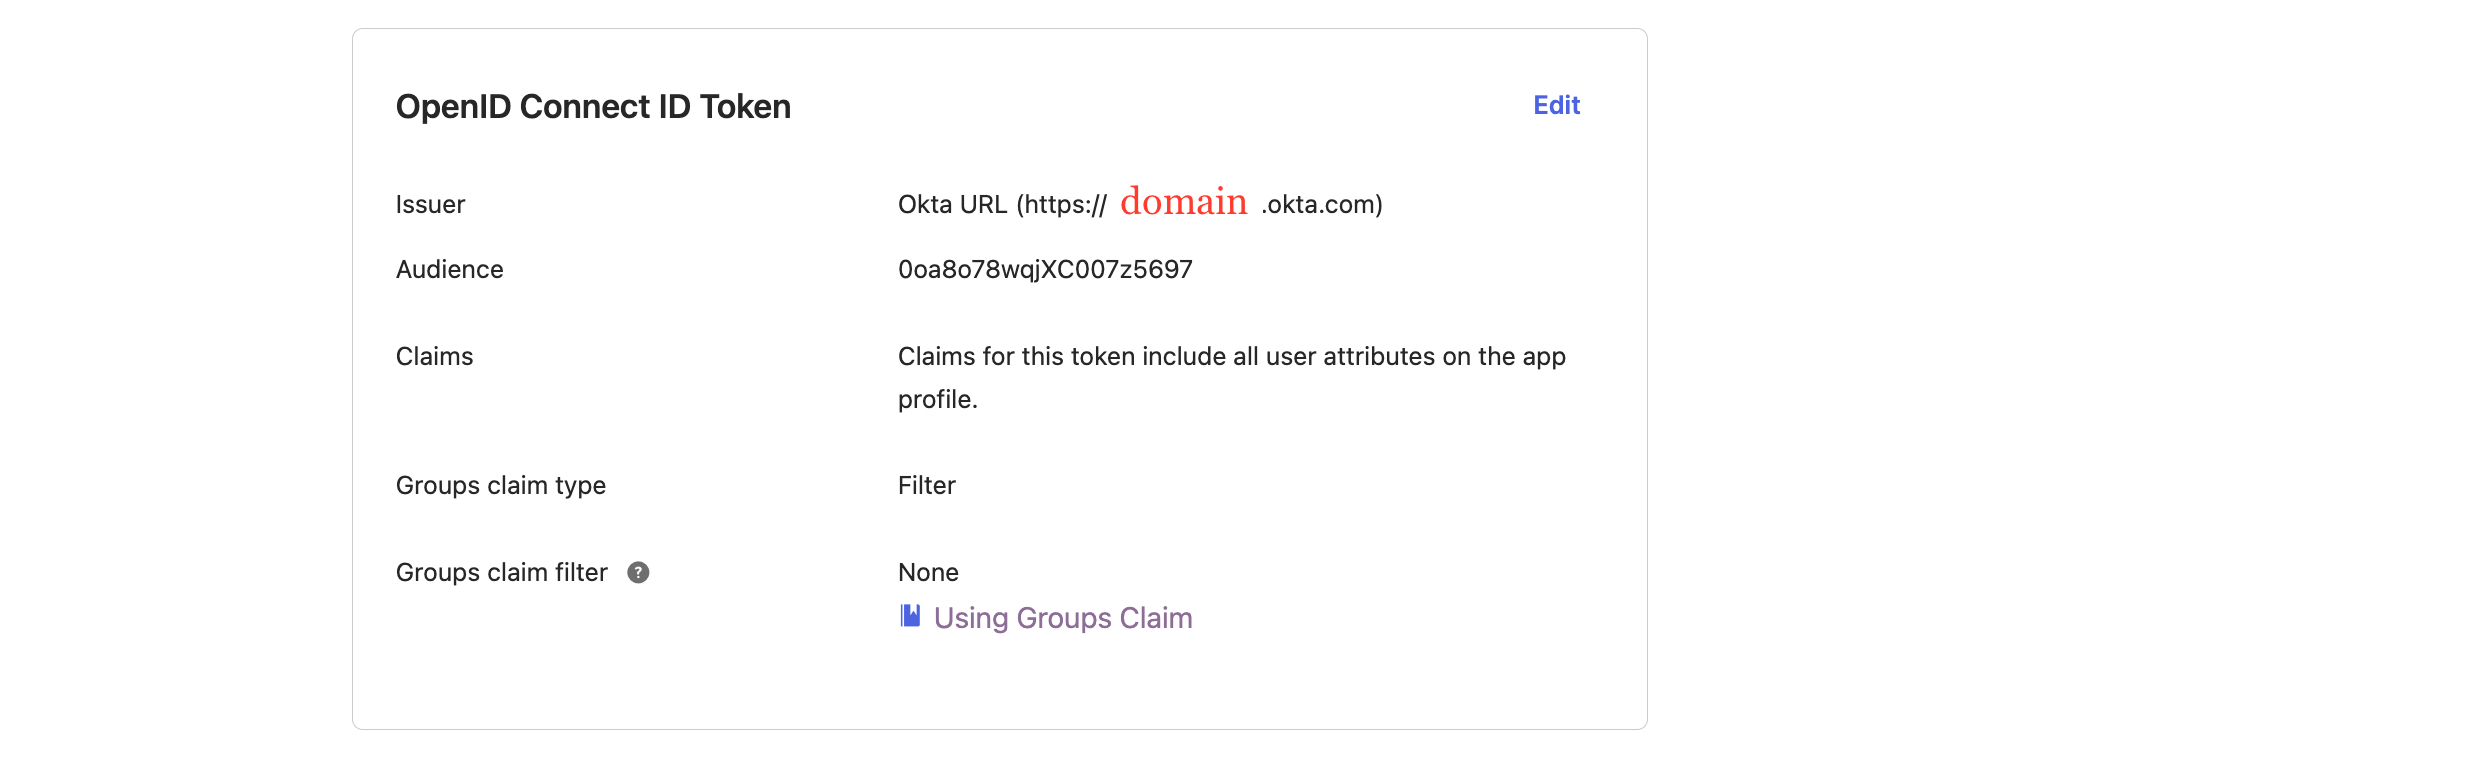 OpenID Connect ID Token
Edit
Issuer
Okta URL (https:// domain .okta.com)
Audience
0oa8o78wqjXC007z5697
Claims
Claims for this token include all user attributes on the app
profile.
Groups claim type
Filter
Groups claim filter ?
None
Using Groups Claim